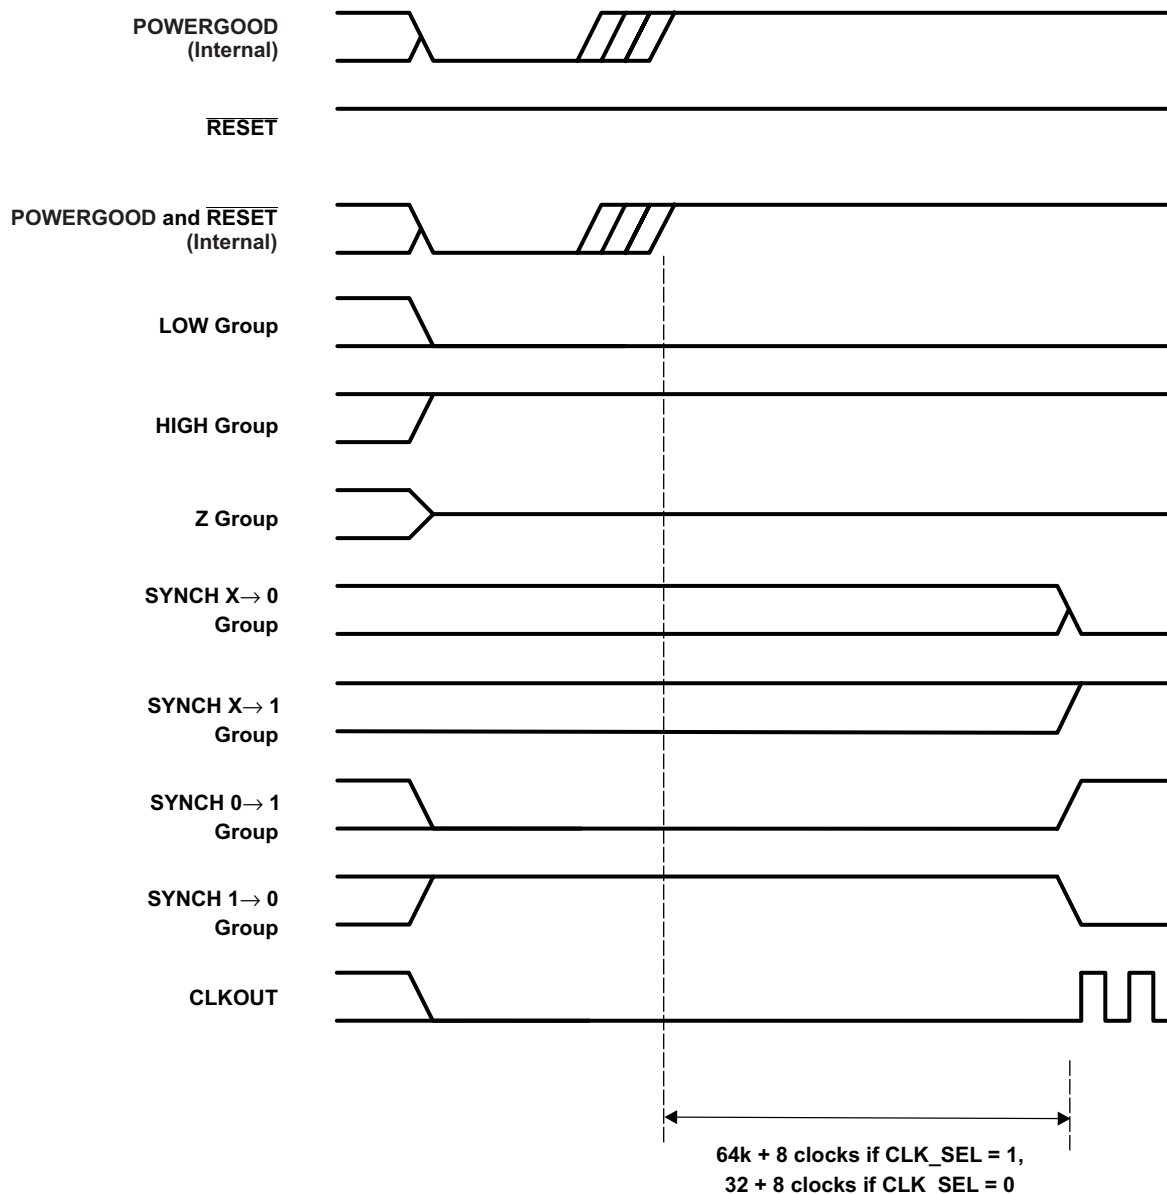 POWERGOOD
(Internal)
RESET
POWERGOOD and RESET
(Internal)
LOW Group
HIGH Group
Z Group
SYNCH X→ 0
Group
SYNCH X→ 1
Group
SYNCH 0→ 1
Group
SYNCH 1→ 0
Group
CLKOUT
64k + 8 clocks if CLK_SEL = 1,
32 + 8 clocks if CLK_SEL = 0